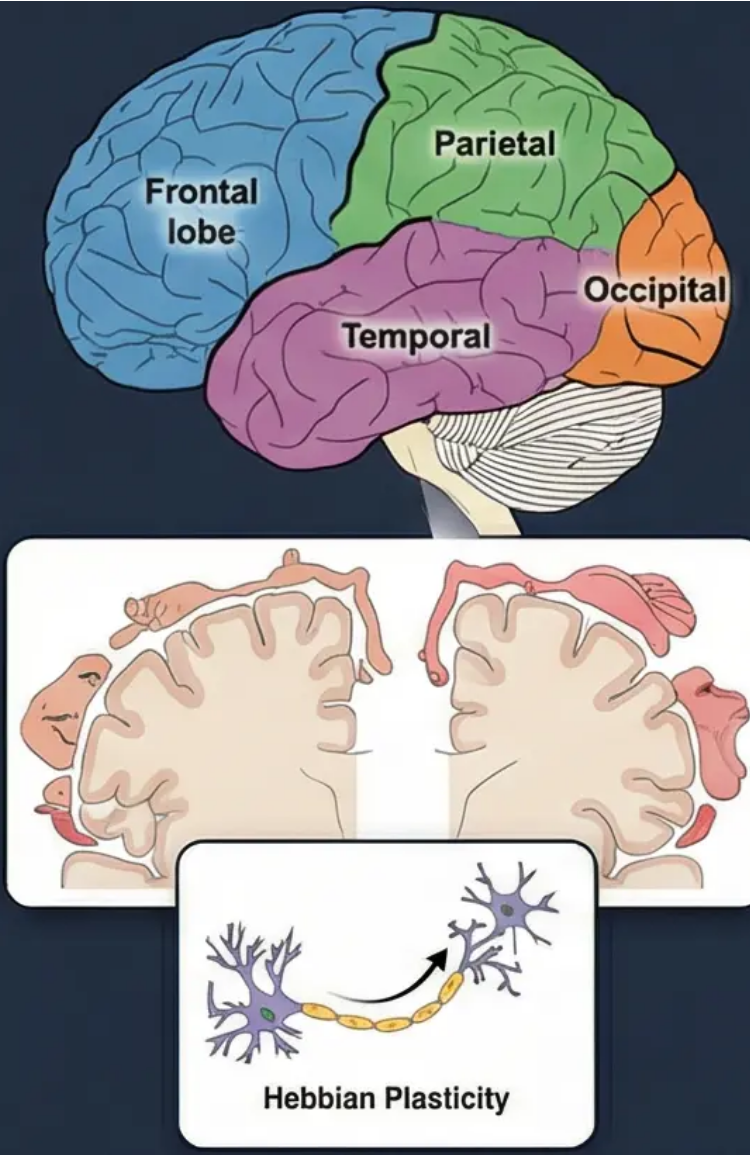 Parietal
Frontal
lobe
Occipital
Temporal
Hebbian Plasticity